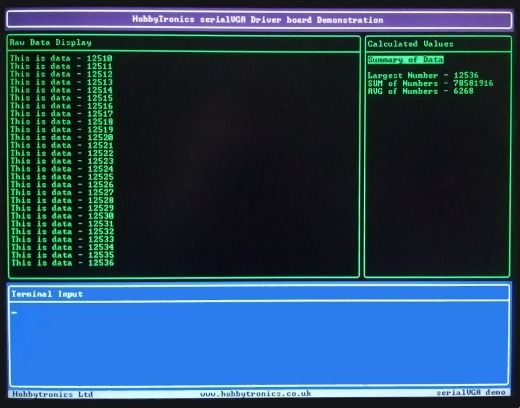 HobbyTronics serialVGA Driver board Demonstration
Raw Data Display
This is data - 12510
This is data - 12511
This is data - 12512
This is data - 12513
This is data - 12514
This is data - 12515
This is data - 12516
This is data - 12517
This is data - 12518
This is data - 12519
This is data - 12520
This is data - 12521
This is data - 12522
This is data - 12523
This is data - 12524
This is data - 12525
This is data - 12526
This is data - 12527
This is data - 12528
This is data - 12529
This is data - 12530
This is data - 12531
This is data - 12532
This is data - 12533
This is data - 12534
This is data - 12535
This is data - 12536
Calculated Values
Summary of Data
Largest Number - 12536
SUM of Numbers - 78581916
AVG of Numbers - 6268
Terminal Input
Hobbytronics Ltd
www.hobbytronics.co.uk
serialVGA demo